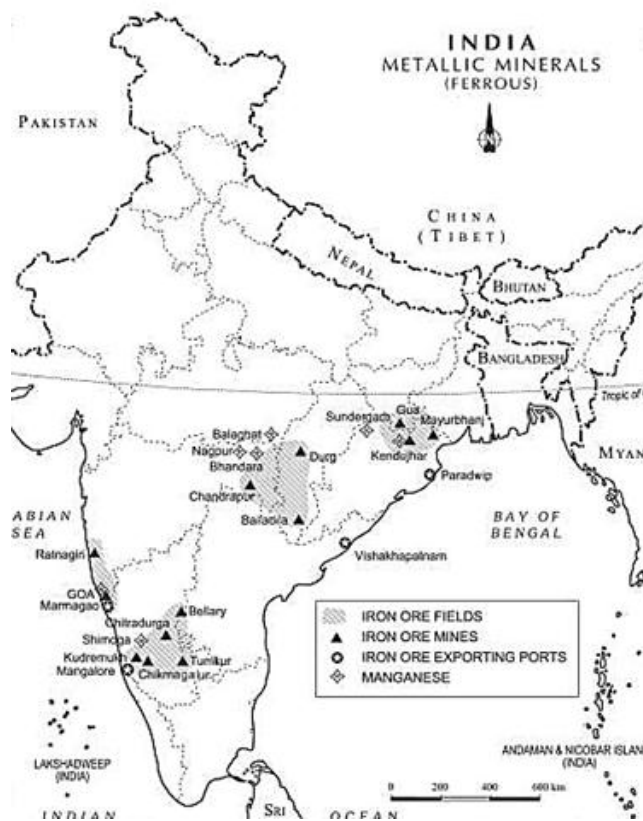 INDIA
METALLIC MINERALS
(FERROUS)
N
PAKISTAN
CHINA
(TIBET)
NEPAL
BHUTAN
BANGLADESH
Tropic of
MYAN
Sundergarh
Gua
Mayurbhanj
Kendujhar
Balaghat
Nagpur
Bhandara
Durg
Chandrapur
Bailadila
Paradwip
Vishakhapatnam
ABIAN
SEA
BAY OF
BENGAL
Ratnagiri
GOA
Marmagao
Chitradurga
Bellary
Shimoga
Kudremukh
Tumkur
Mangalore
Chikmagalur
IRON ORE FIELDS
IRON ORE MINES
IRON ORE EXPORTING PORTS
MANGANESE
LAKSHADWEEP
(INDIA)
ANDAMAN & NICOBAR ISLAN
(INDIA)
0 200 400 600 km
INDIAN
SRI
OCEAN